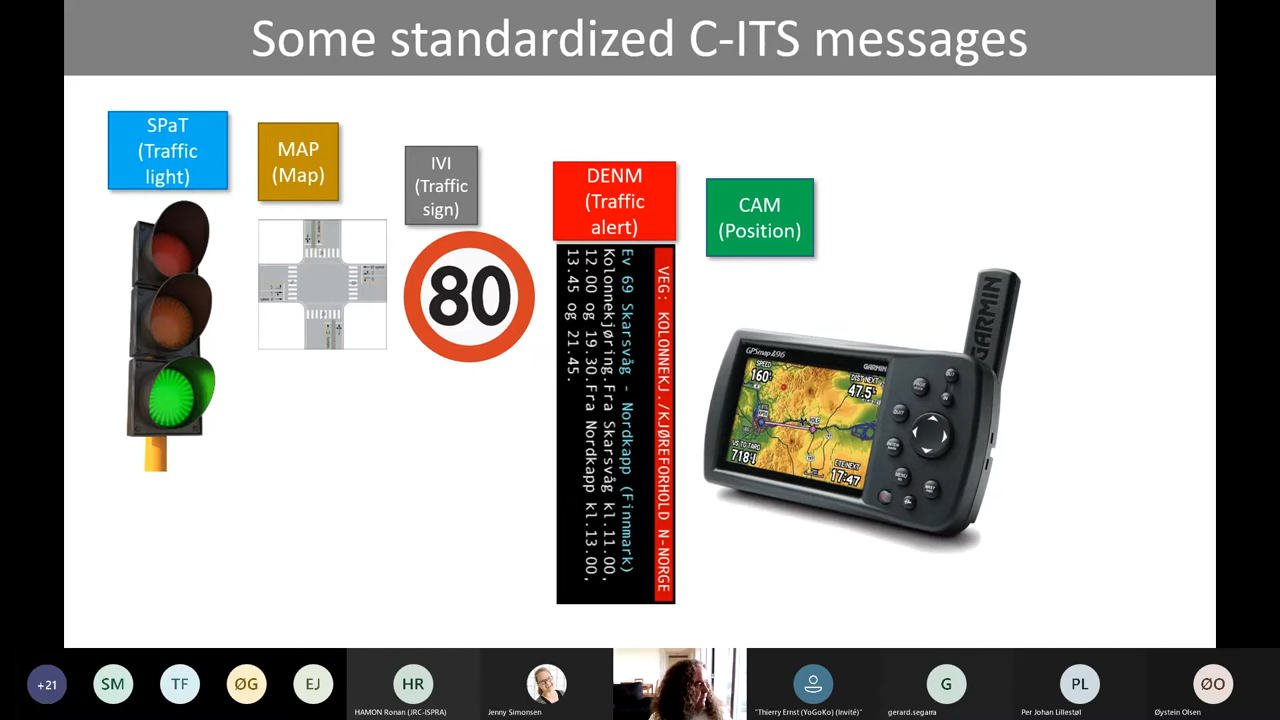 Some standardized C-ITS messages
SPaT
(Traffic
light)
MAP
(Map)
IVI
(Traffic
sign)
DENM
(Traffic
alert)
CAM
(Position)
80
VEG: KOLONNEKJ./KJØREFORHOLD N-NORGE
Ev 69 Skarsvåg - Nordkapp (Finnmark)
Kolonnekjøring.Fra Skarsvåg kl.11.00,
12.00 og 19.30.Fra Nordkapp kl.13.00,
13.45 og 21.45.
GARMIN
GPSmap 496
GARMIN
SPEED
160
DIST NEXT
47.5
VS TO TARG
718
ETE NEXT
17:47
+21
SM
TF
ØG
EJ
HR
HAMON Ronan (JRC-ISPRA)
Jenny Simonsen
"Thierry Ernst (YoGoKo) (Invité)"
G
gerard.segarra
PL
Per Johan Lillestøl
ØO
Øystein Olsen